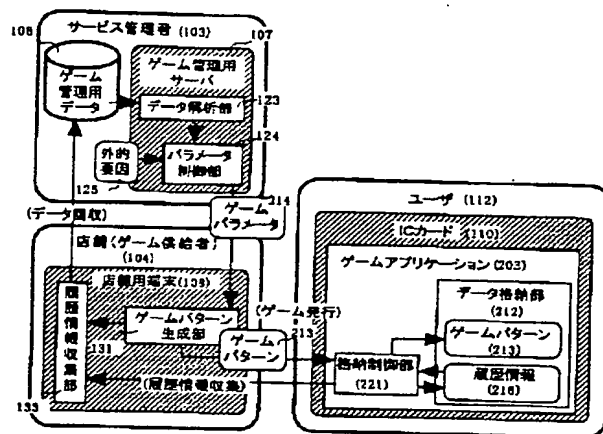 サービス管理者 (103)
108
107
ゲーム
管理用
データ
ゲーム管理用
サーバ
データ解析部
123
124
外的
要因
パラメータ
制御部
125
(データ回収)
214
ゲーム
パラメータ
店舗(ゲーム供給者)
(104)
店舗用端末(109)
履歴情報収集部
ゲームパターン
生成部
131
133
(ゲーム発行)
213
ゲーム
パターン
(履歴情報収集)
ユーザ (112)
ICカード (110)
ゲームアプリケーション(203)
データ格納部
(212)
ゲームパターン
(213)
格納制御部
(221)
履歴情報
(216)